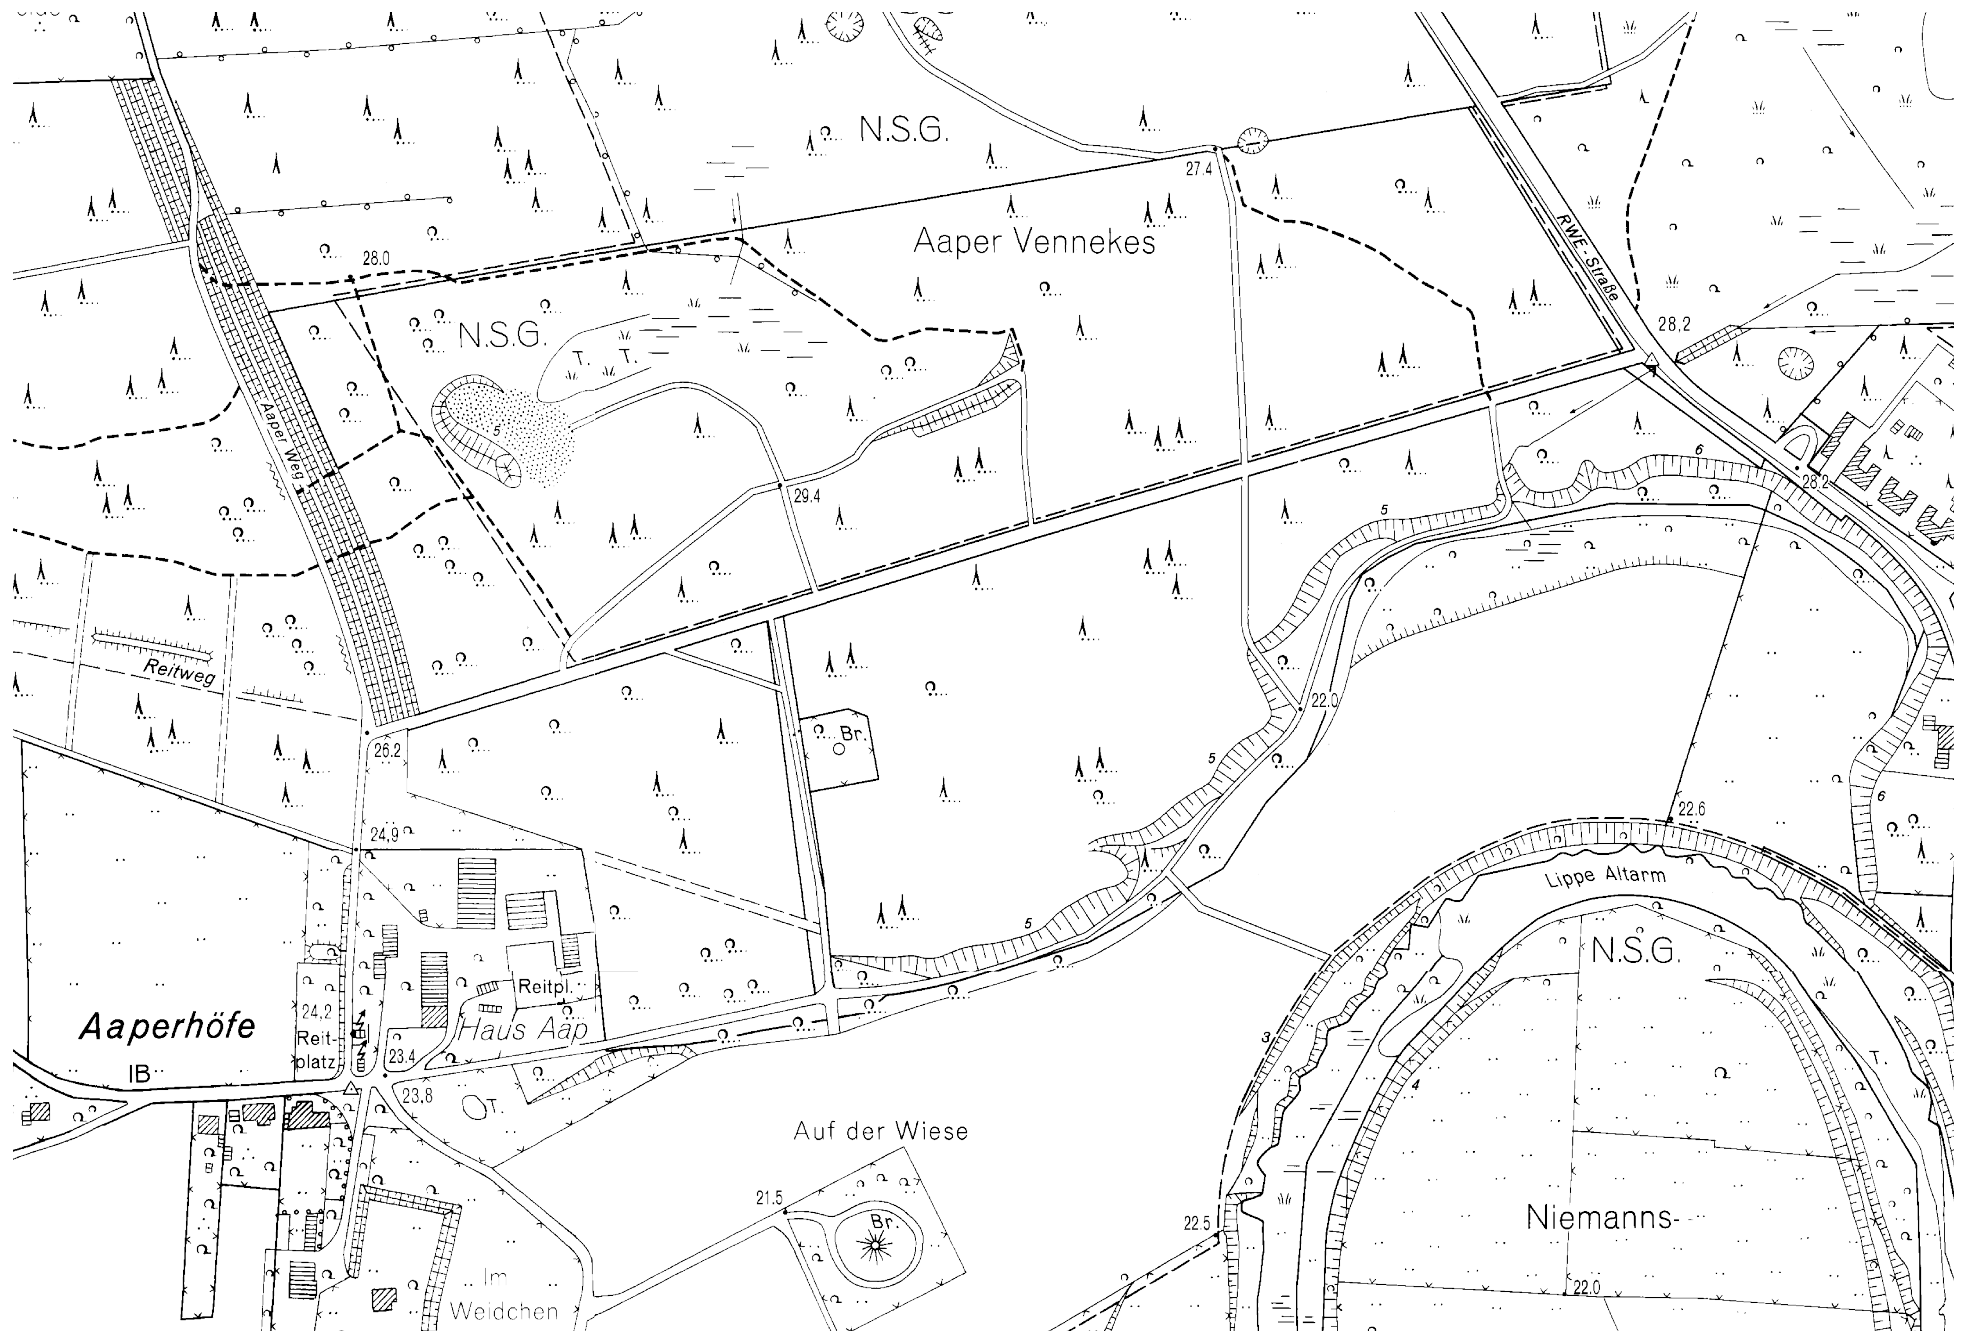 N.S.G.
27.4
Aaper Vennekes
RWE-Straße
28.0
28,2
N.S.G.
T. T.
5
Aaper Weg
6
28.2
29.4
5
Reitweg
22.0
26.2
Br.
5
6
24,9
22.6
Lippe Altarm
5
N.S.G.
Reitpl.
24,2
Aaperhöfe
Haus Aap
Reit-
platz
3
23.4
T.
IB
4
23,8
T.
Auf der Wiese
21.5
Br.
22.5
Niemanns-
Im
Weidchen
22.0